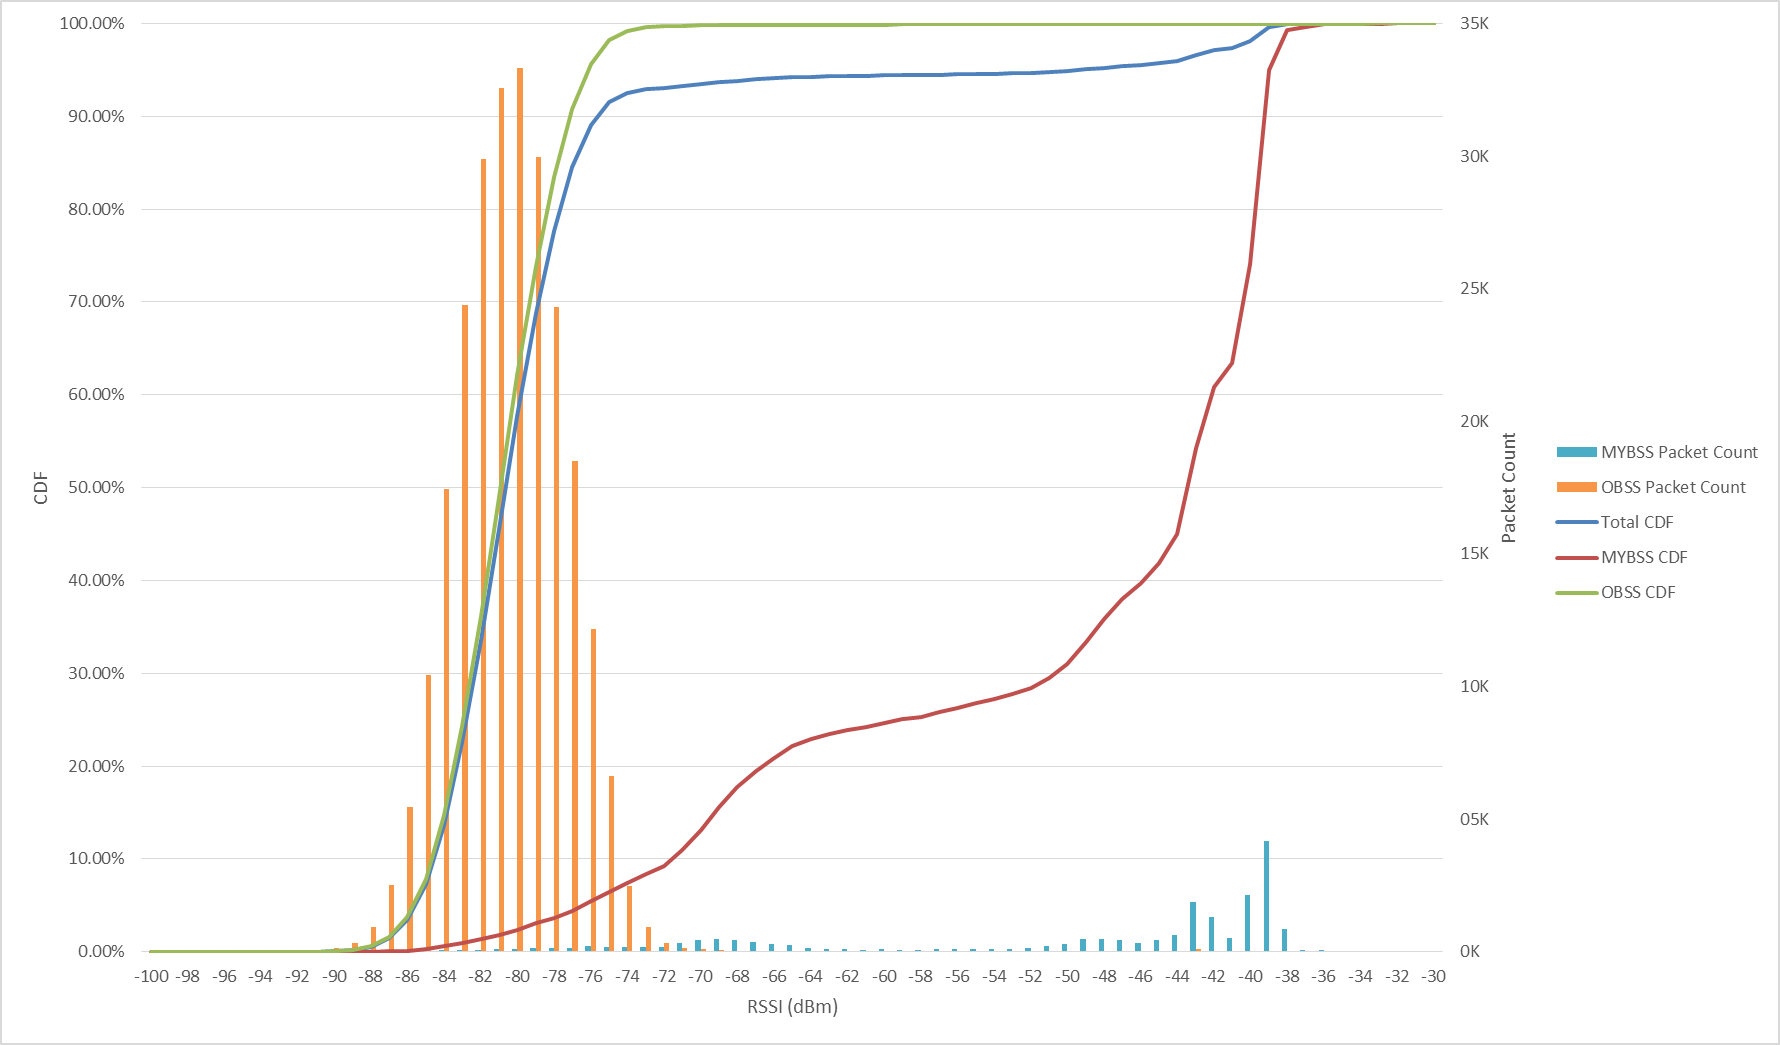 100.00%
90.00%
80.00%
70.00%
60.00%
50.00%
40.00%
30.00%
20.00%
10.00%
0.00%
CDF
35K
30K
25K
20K
15K
10K
05K
0K
Packet Count
MYBSS Packet Count
OBSS Packet Count
Total CDF
MYBSS CDF
OBSS CDF
-100 -98 -96 -94 -92 -90 -88 -86 -84 -82 -80 -78 -76 -74 -72 -70 -68 -66 -64 -62 -60 -58 -56 -54 -52 -50 -48 -46 -44 -42 -40 -38 -36 -34 -32 -30
RSSI (dBm)